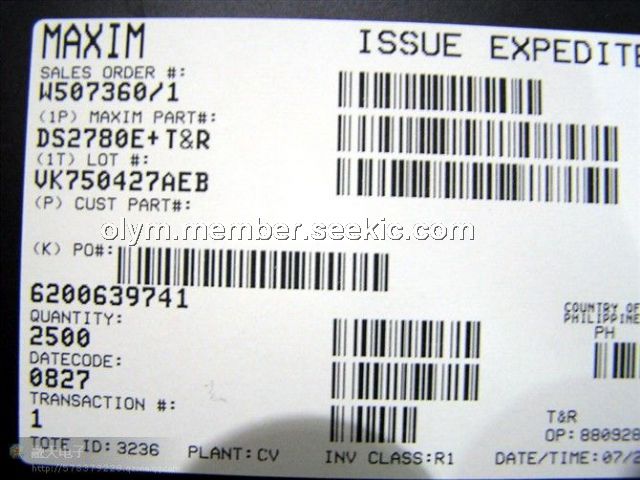 MAXIM
ISSUE EXPEDITE
SALES ORDER #:
W507360/1
(1P) MAXIM PART#:
DS2780E+T&R
(1T) LOT #:
VK750427AEB
(P) CUST PART#:
olym.member.seekic.com
(K) PO#:
6200639741
QUANTITY:
2500
COUNTRY OF
PHILIPPINE
PH
DATECODE:
0827
TRANSACTION #:
1
T&R
OP: 880928
TOTE ID: 3236 PLANT: CV INV CLASS: R1 DATE/TIME: 07/2